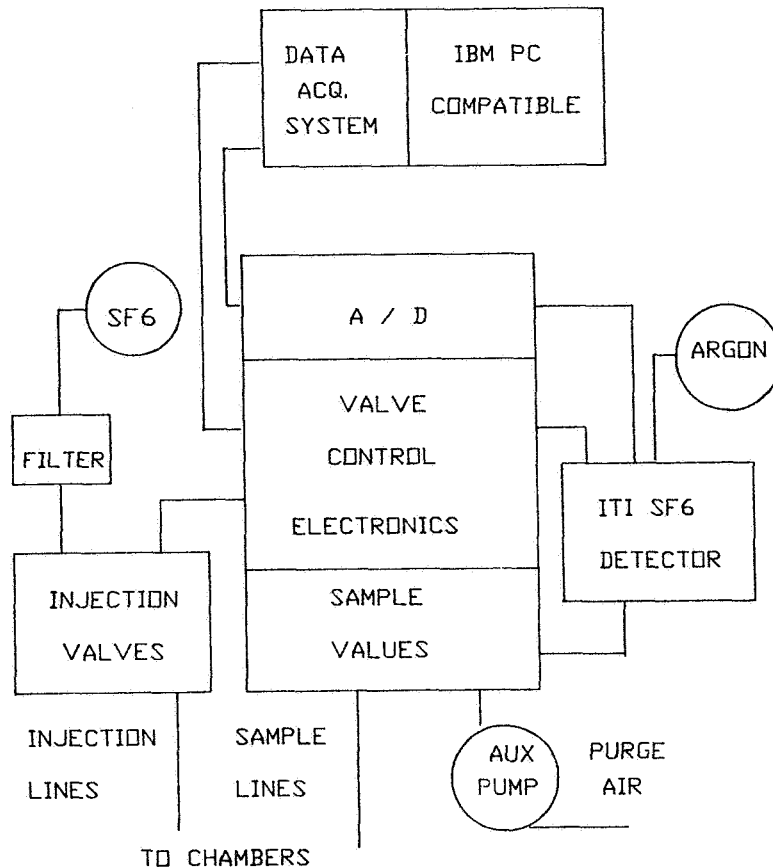 DATA
ACQ.
SYSTEM
IBM PC
COMPATIBLE
SF6
A / D
ARGON
VALVE
CONTROL
ELECTRONICS
FILTER
ITI SF6
DETECTOR
INJECTION
VALVES
SAMPLE
VALUES
INJECTION
LINES
SAMPLE
LINES
AUX
PUMP
PURGE
AIR
TO CHAMBERS